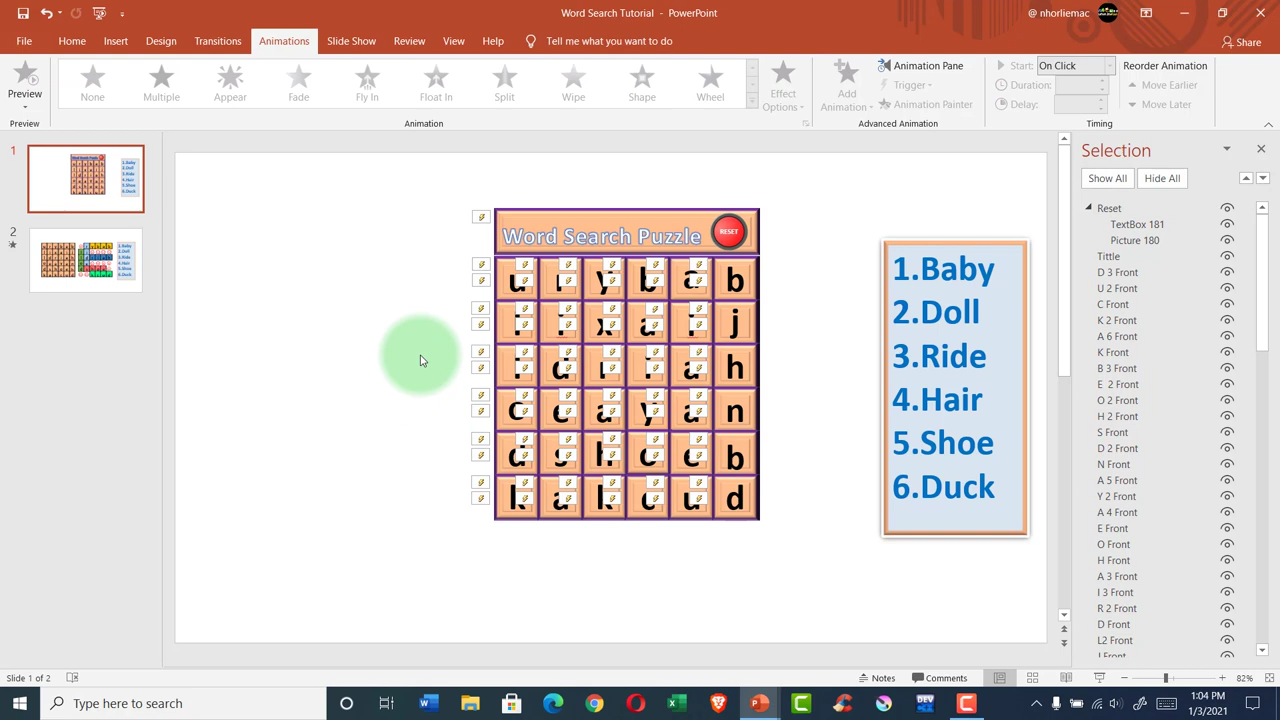 Word Search Tutorial - PowerPoint
@ nhorliemac
File Home Insert Design Transitions Animations Slide Show Review View Help Tell me what you want to do
Share
Preview
None Multiple Appear Fade Fly In Float In Split Wipe Shape Wheel
Effect Options
Add Animation
Animation Pane
Trigger
Animation Painter
Start: On Click
Duration:
Delay:
Reorder Animation
Move Earlier
Move Later
Preview Animation Advanced Animation Timing
1
2
Word Search Puzzle RESET
u y b a b
x a j
d a h
e a y a n
d s h o e b
k a k c u d
1.Baby
2.Doll
3.Ride
4.Hair
5.Shoe
6.Duck
Selection
Show All Hide All
Reset
TextBox 181
Picture 180
Tittle
D 3 Front
U 2 Front
C Front
K 2 Front
A 6 Front
K Front
B 3 Front
E 2 Front
O 2 Front
H 2 Front
S Front
D 2 Front
N Front
A 5 Front
Y 2 Front
A 4 Front
E Front
O Front
H Front
A 3 Front
I 3 Front
R 2 Front
D Front
L2 Front
Slide 1 of 2
Notes Comments 82%
Type here to search
1:04 PM
1/3/2021